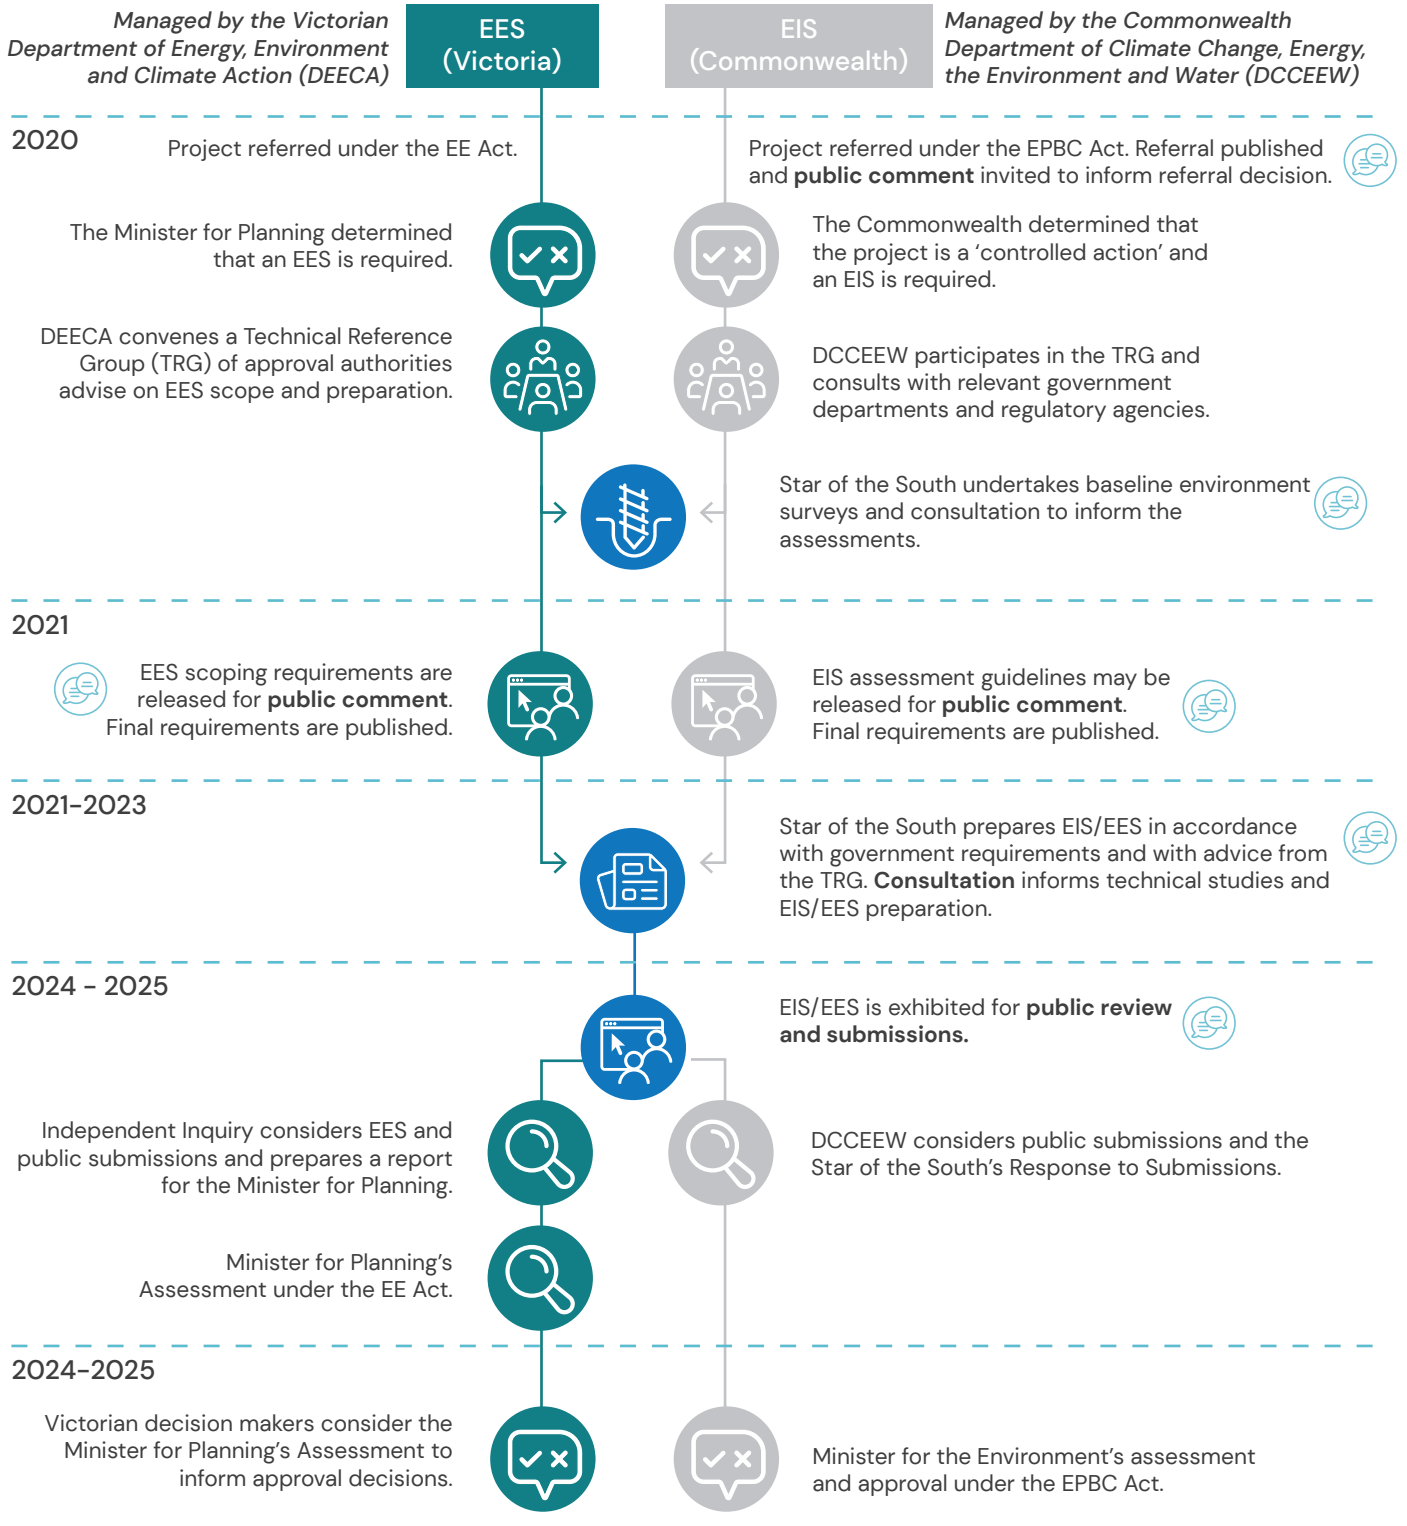 Managed by the Victorian
Department of Energy, Environment
and Climate Action (DEECA)
EES
(Victoria)
EIS
(Commonwealth)
Managed by the Commonwealth
Department of Climate Change, Energy,
the Environment and Water (DCCEEW)
2020
Project referred under the EE Act.
Project referred under the EPBC Act. Referral published
and public comment invited to inform referral decision.
The Minister for Planning determined
that an EES is required.
The Commonwealth determined that
the project is a ‘controlled action’ and
an EIS is required.
DEECA convenes a Technical Reference
Group (TRG) of approval authorities
advise on EES scope and preparation.
DCCEEW participates in the TRG and
consults with relevant government
departments and regulatory agencies.
Star of the South undertakes baseline environment
surveys and consultation to inform the
assessments.
2021
EES scoping requirements are
released for public comment.
Final requirements are published.
EIS assessment guidelines may be
released for public comment.
Final requirements are published.
2021-2023
Star of the South prepares EIS/EES in accordance
with government requirements and with advice from
the TRG. Consultation informs technical studies and
EIS/EES preparation.
2024 - 2025
EIS/EES is exhibited for public review
and submissions.
Independent Inquiry considers EES and
public submissions and prepares a report
for the Minister for Planning.
DCCEEW considers public submissions and the
Star of the South’s Response to Submissions.
Minister for Planning’s
Assessment under the EE Act.
2024-2025
Victorian decision makers consider the
Minister for Planning’s Assessment to
inform approval decisions.
Minister for the Environment’s assessment
and approval under the EPBC Act.